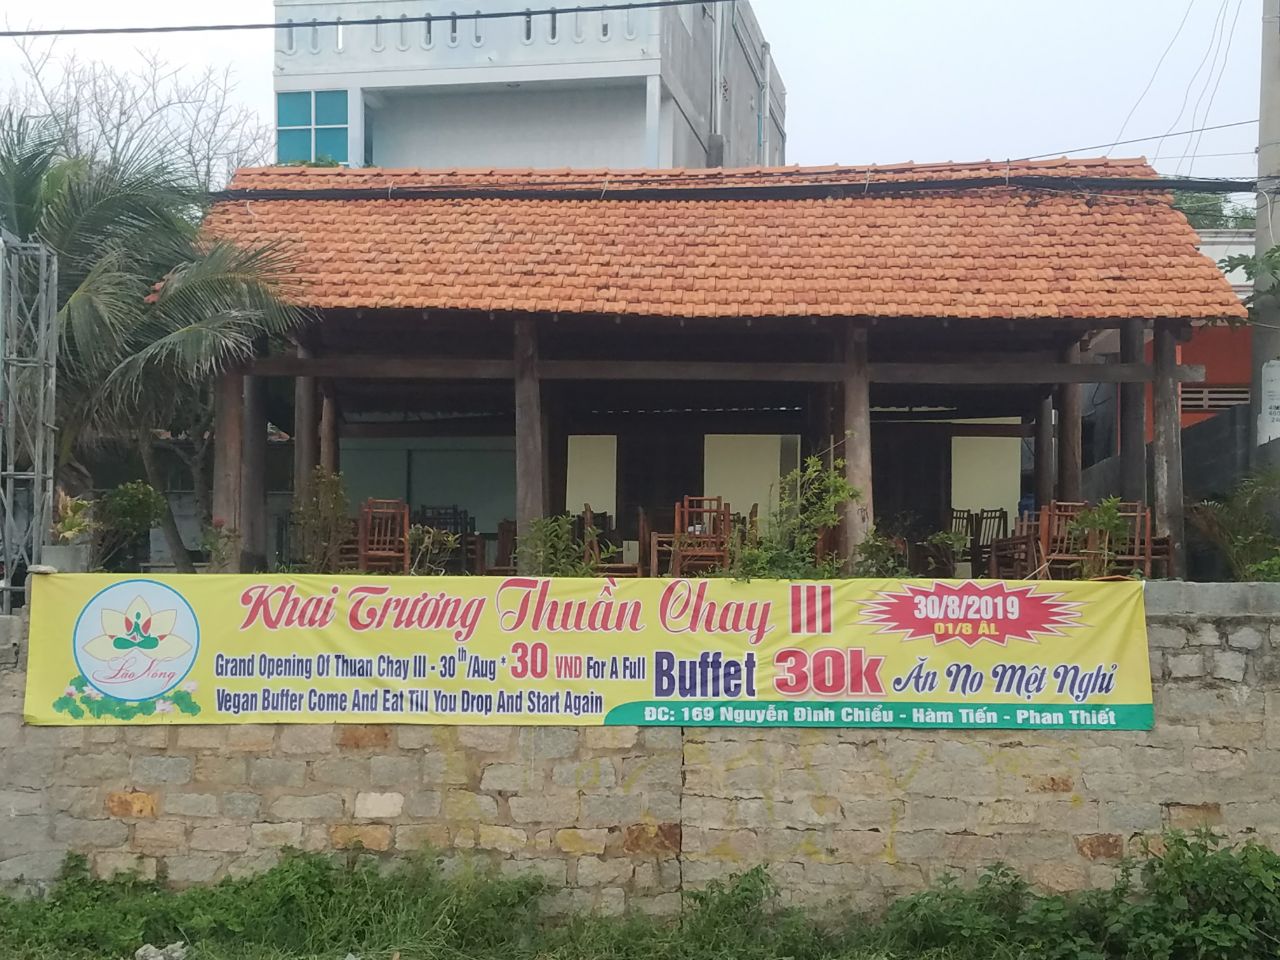 Khai Trương Thuần Chay III
30/8/2019
01/8 ÂL
Lão Nông
Grand Opening Of Thuan Chay III - 30th/Aug * 30 VND For A Full
Vegan Buffer Come And Eat Till You Drop And Start Again
Buffet 30k Ăn No Mệt Nghỉ
ĐC: 169 Nguyễn Đình Chiểu - Hàm Tiến - Phan Thiết